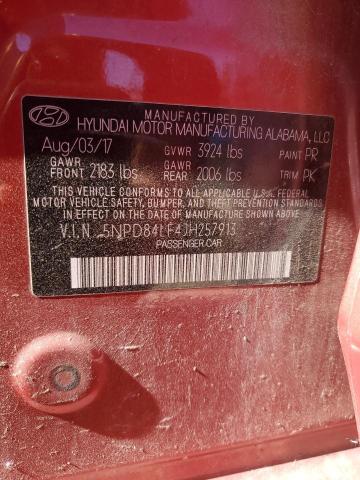 MANUFACTURED BY
HYUNDAI MOTOR MANUFACTURING ALABAMA, LLC
Aug/03/17 GVWR 3924 lbs PAINT PR
GAWR FRONT 2183 lbs GAWR REAR 2006 lbs TRIM PK
THIS VEHICLE CONFORMS TO ALL APPLICABLE U.S. FEDERAL
MOTOR VEHICLE SAFETY, BUMPER, AND THEFT PREVENTION STANDARDS
IN EFFECT ON THE DATE OF MANUFACTURE SHOWN ABOVE.
V.I.N. 5NPD84LF4JH257913
PASSENGER CAR